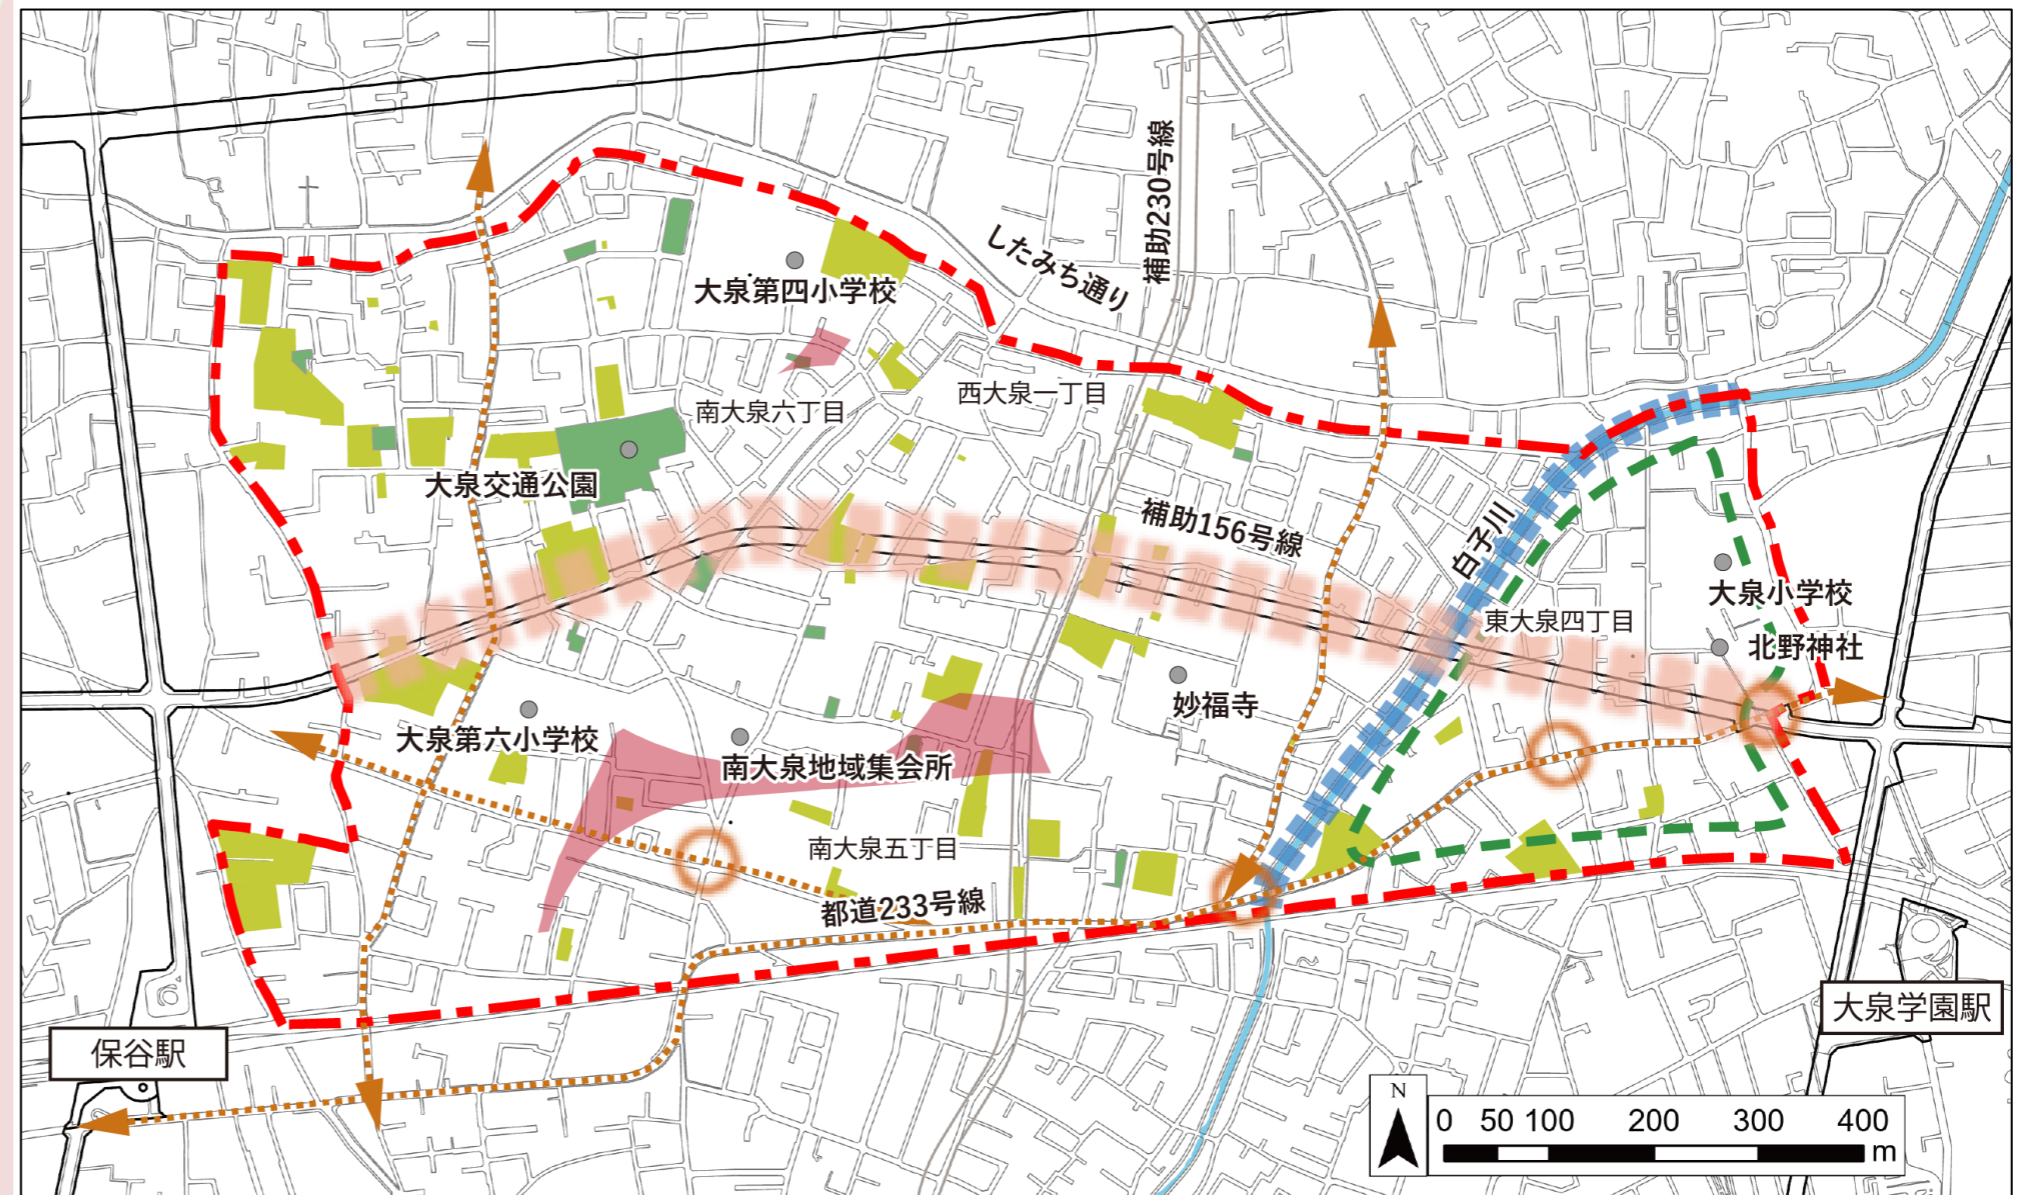 補助230号線
したみち通り
大泉第四小学校
西大泉一丁目
南大泉六丁目
大泉交通公園
補助156号線
白子川
大泉小学校
東大泉四丁目
北野神社
妙福寺
大泉第六小学校
南大泉地域集会所
南大泉五丁目
都道233号線
大泉学園駅
保谷駅
N
0 50 100 200 300 400
m